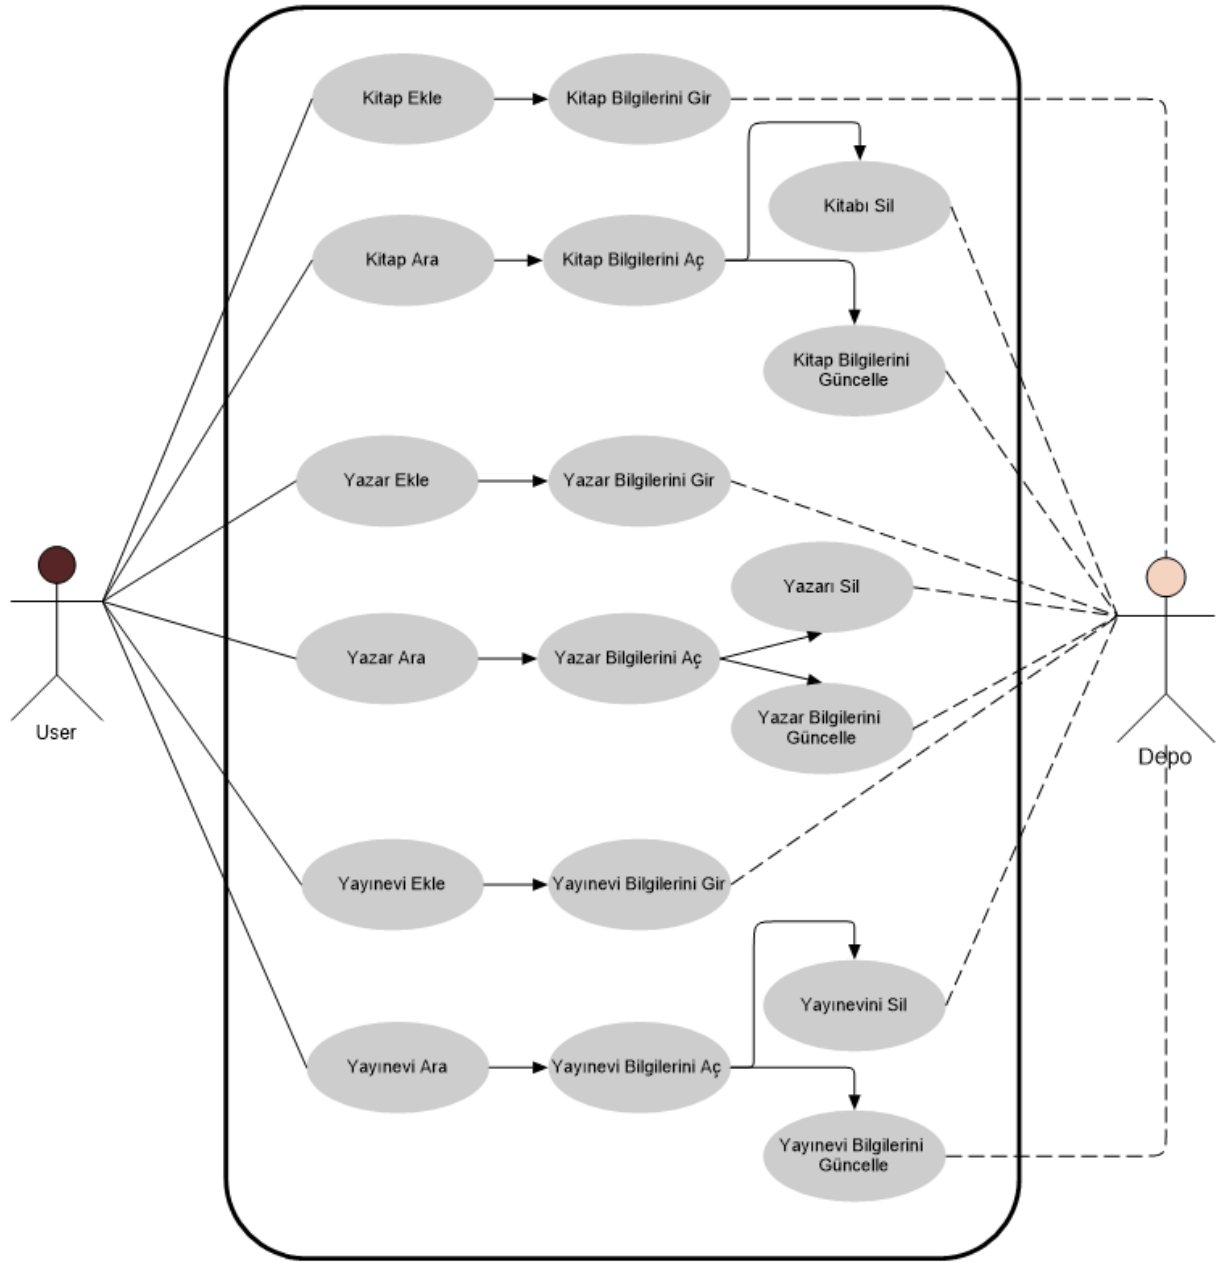 Kitap Ekle
Kitap Bilgilerini Gir
Kitabı Sil
Kitap Ara
Kitap Bilgilerini Aç
Kitap Bilgilerini
Güncelle
Yazar Ekle
Yazar Bilgilerini Gir
Yazarı Sil
Yazar Ara
Yazar Bilgilerini Aç
Yazar Bilgilerini
Güncelle
User
Depo
Yayınevi Ekle
Yayınevi Bilgilerini Gir
Yayınevini Sil
Yayınevi Ara
Yayınevi Bilgilerini Aç
Yayınevi Bilgilerini
Güncelle